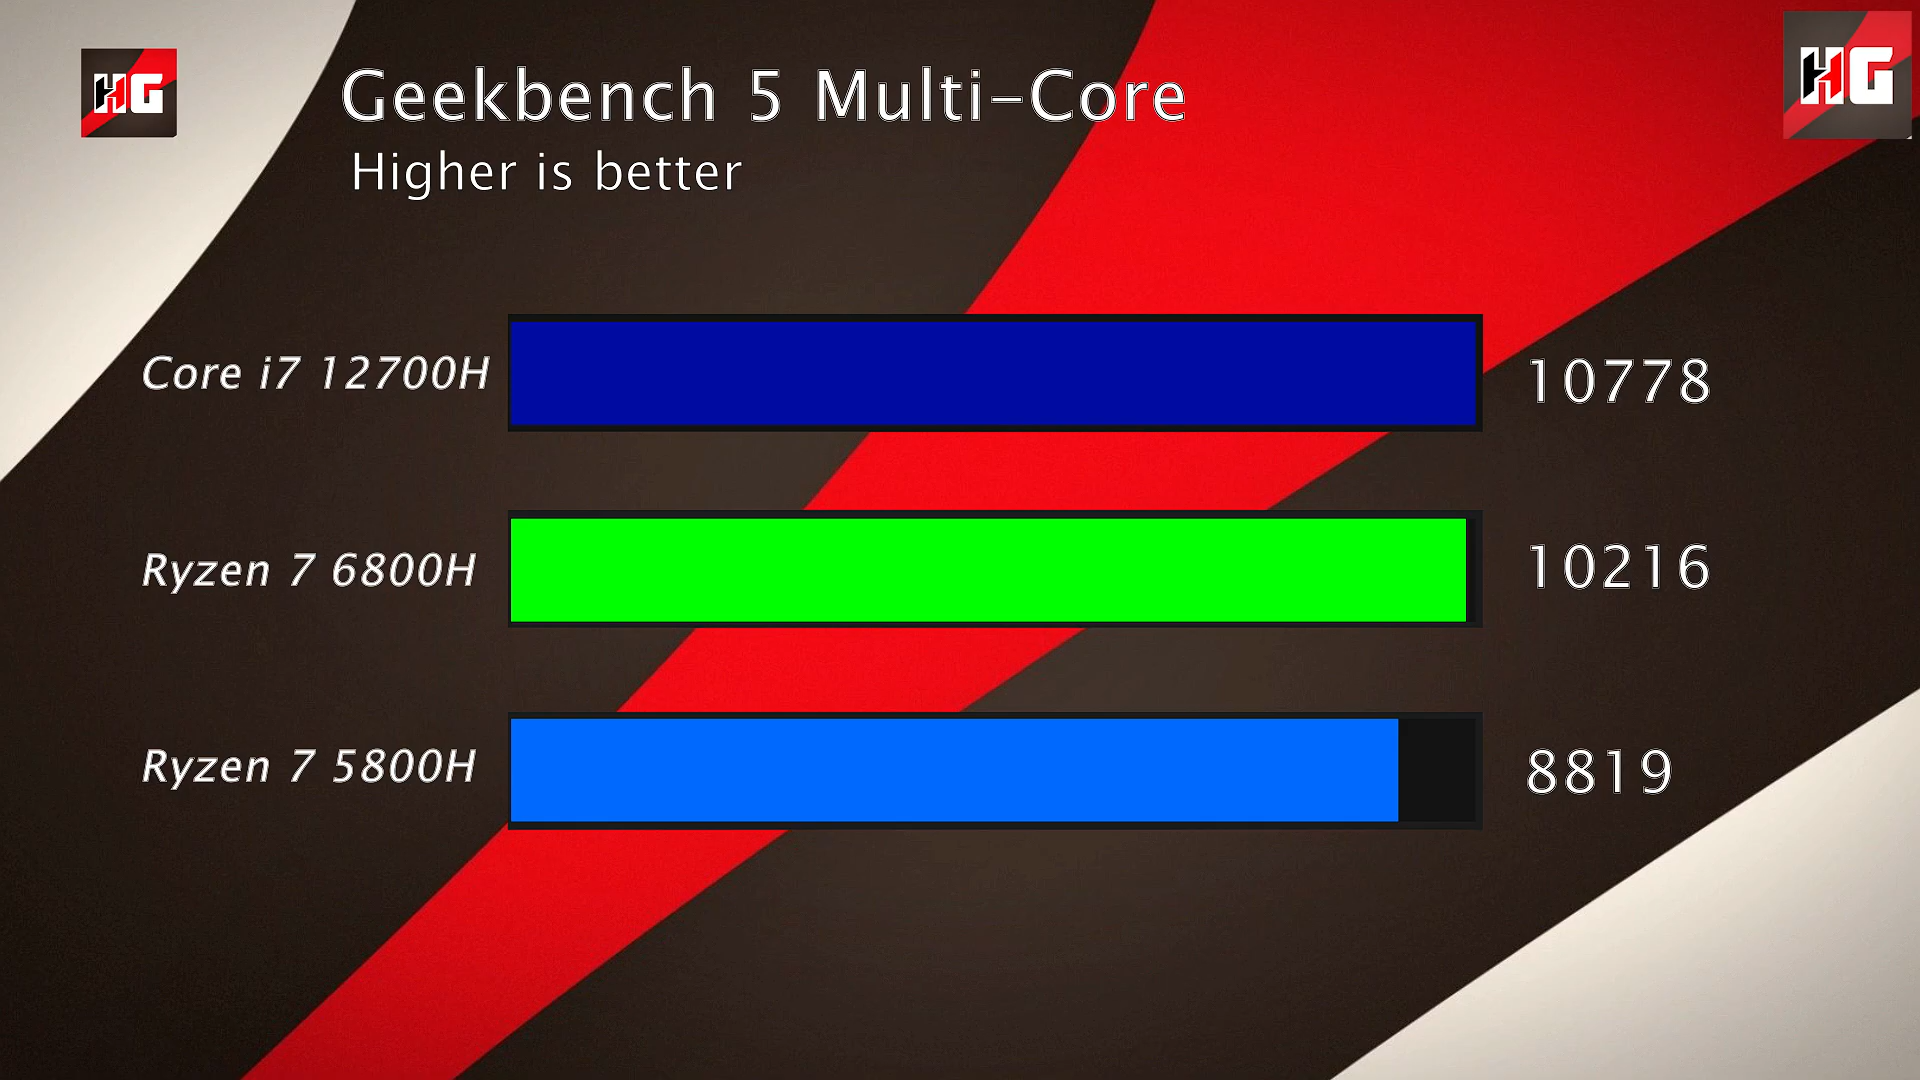 HG
HG
Geekbench 5 Multi-Core
Higher is better
Core i7 12700H
10778
Ryzen 7 6800H
10216
Ryzen 7 5800H
8819